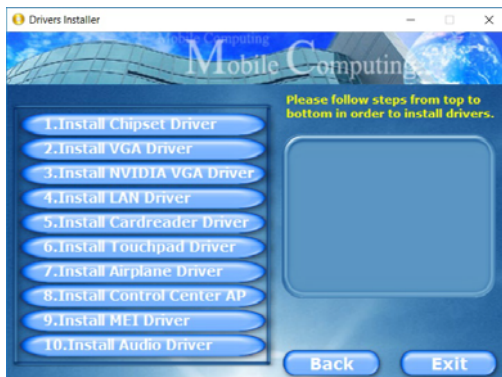 Drivers Installer
Mobile Computing
Mobile Computing
Please follow steps from top to
bottom in order to install drivers.
1.Install Chipset Driver
2.Install VGA Driver
3.Install NVIDIA VGA Driver
4.Install LAN Driver
5.Install Cardreader Driver
6.Install Touchpad Driver
7.Install Airplane Driver
8.Install Control Center AP
9.Install MEI Driver
10.Install Audio Driver
Back
Exit